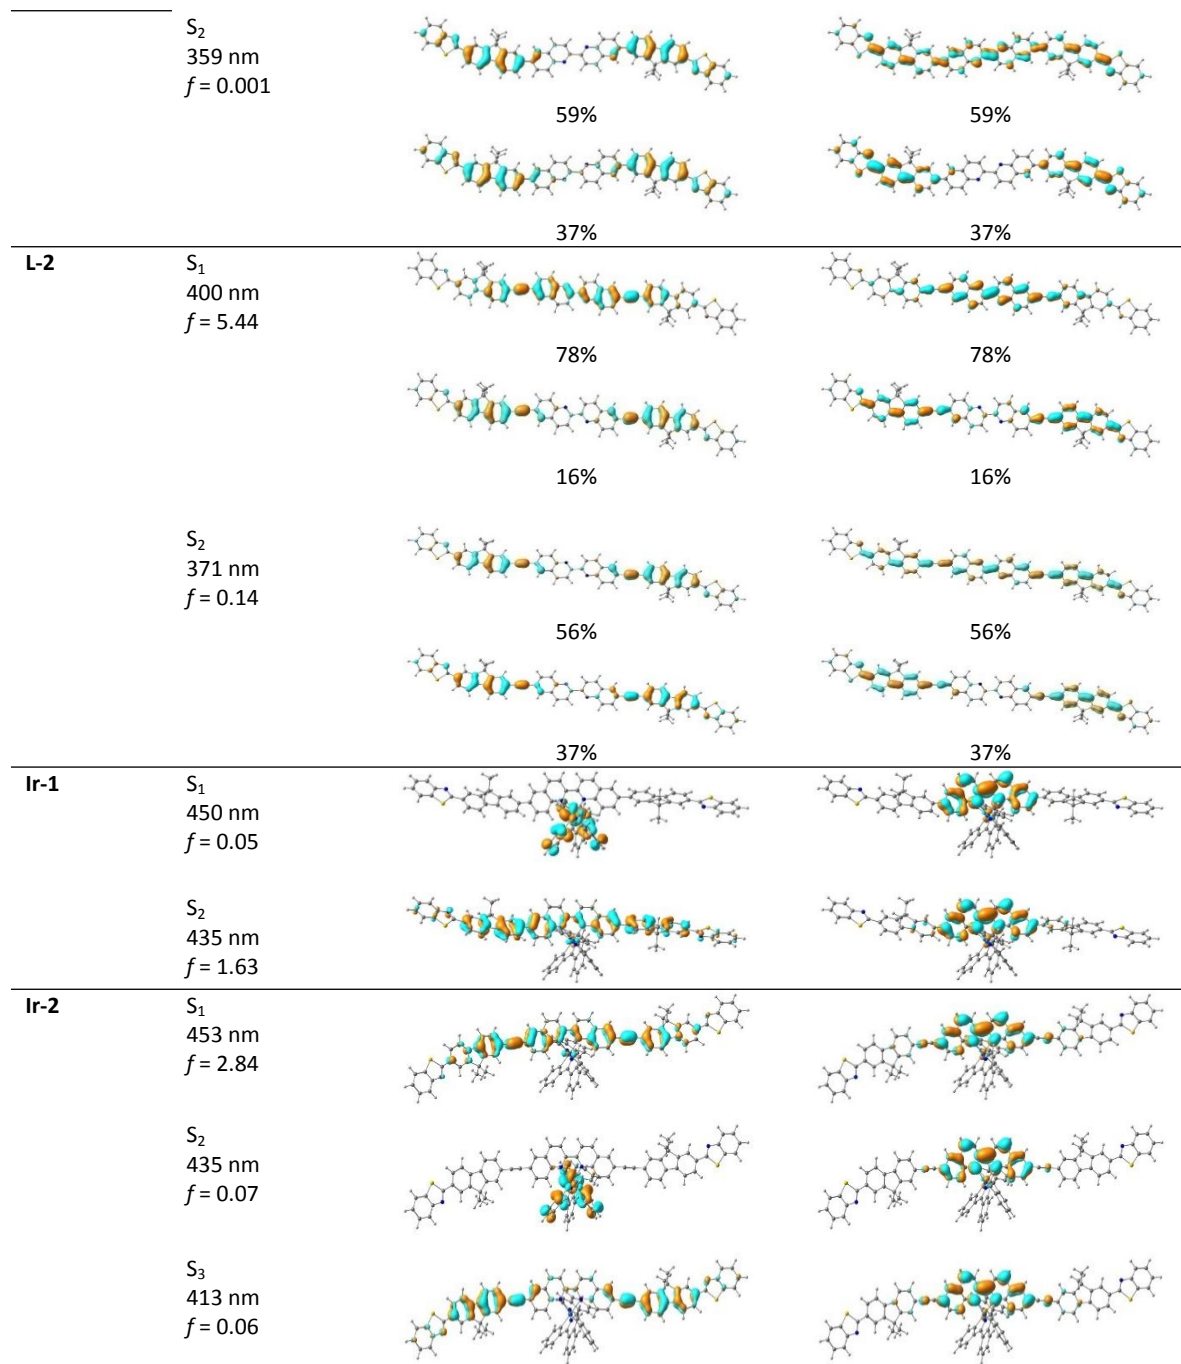 S₂
359 nm
f = 0.001
59% 59%
37% 37%
L-2 S₁
400 nm
f = 5.44
78% 78%
16% 16%
S₂
371 nm
f = 0.14
56% 56%
37% 37%
Ir-1 S₁
450 nm
f = 0.05
S₂
435 nm
f = 1.63
Ir-2 S₁
453 nm
f = 2.84
S₂
435 nm
f = 0.07
S₃
413 nm
f = 0.06